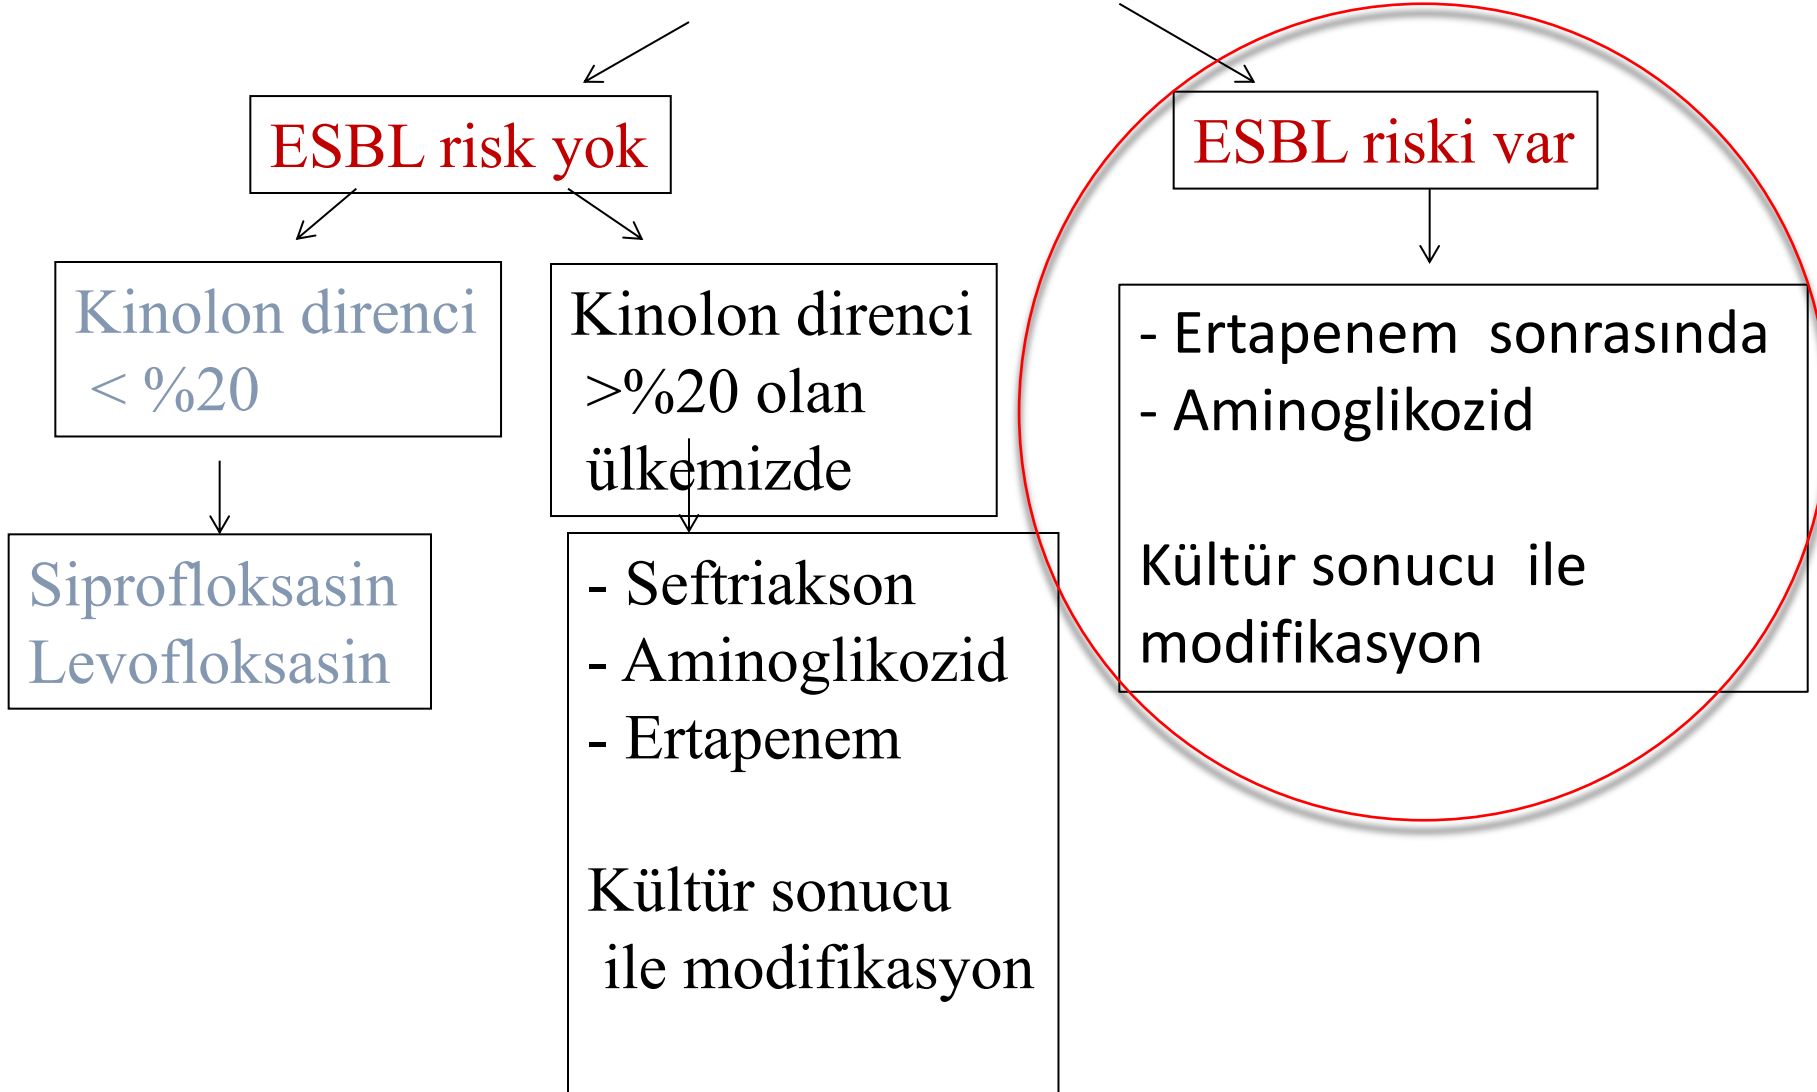 ESBL risk yok
ESBL riski var
Kinolon direnci
< %20
Kinolon direnci
>%20 olan
ülkemizde
- Ertapenem sonrasında
- Aminoglikozid
Kültür sonucu ile
modifikasyon
Siprofloksasin
Levofloksasin
- Seftriakson
- Aminoglikozid
- Ertapenem
Kültür sonucu
ile modifikasyon